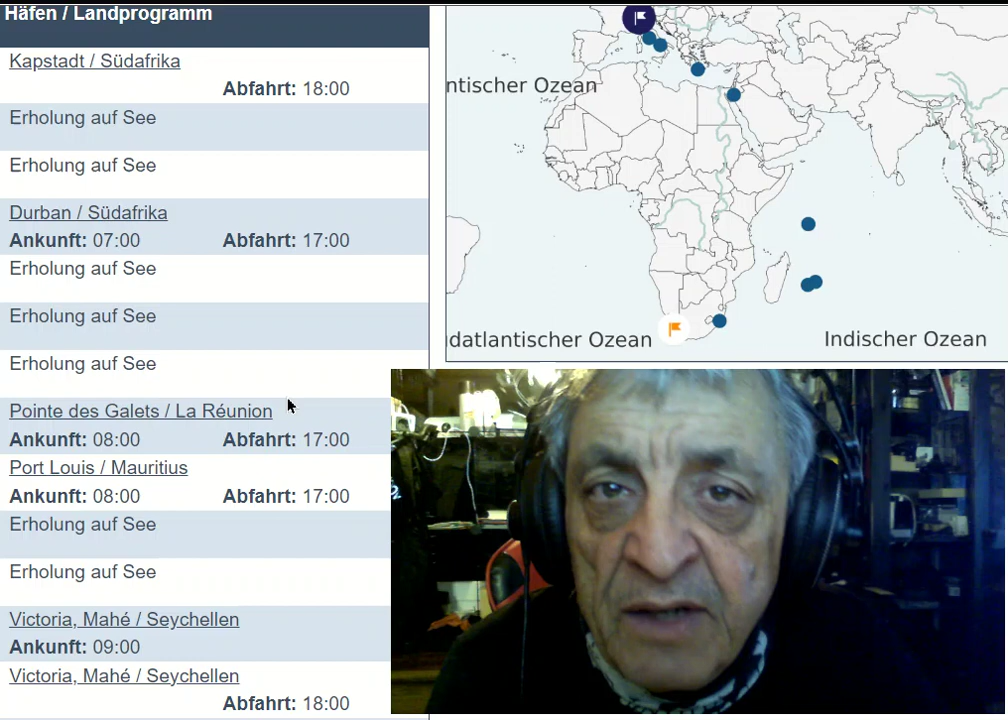 Häfen / Landprogramm
Kapstadt / Südafrika
Abfahrt: 18:00
Erholung auf See
Erholung auf See
Durban / Südafrika
Ankunft: 07:00 Abfahrt: 17:00
Erholung auf See
Erholung auf See
Erholung auf See
Pointe des Galets / La Réunion
Ankunft: 08:00 Abfahrt: 17:00
Port Louis / Mauritius
Ankunft: 08:00 Abfahrt: 17:00
Erholung auf See
Erholung auf See
Victoria, Mahé / Seychellen
Ankunft: 09:00
Victoria, Mahé / Seychellen
Abfahrt: 18:00
ntischer Ozean
datlantischer Ozean
Indischer Ozean